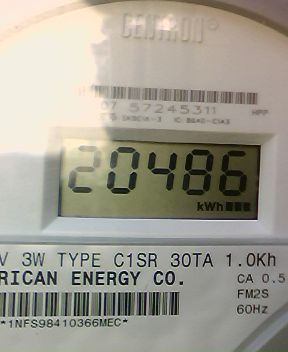 CENTRON®
07 57245311 HPP
20486
kWh
V 3W TYPE C1SR 30TA 1.0Kh
RICAN ENERGY CO. CA 0.5
FM2S
60Hz
*1NFS98410366MEC*